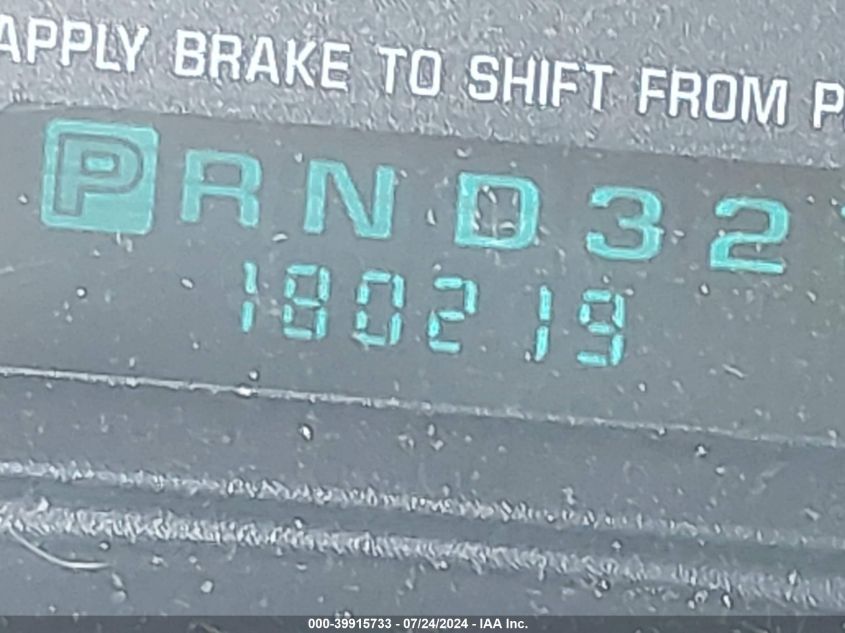 APPLY BRAKE TO SHIFT FROM P
P R N D 3 2
180219
000-39915733 - 07/24/2024 - IAA Inc.